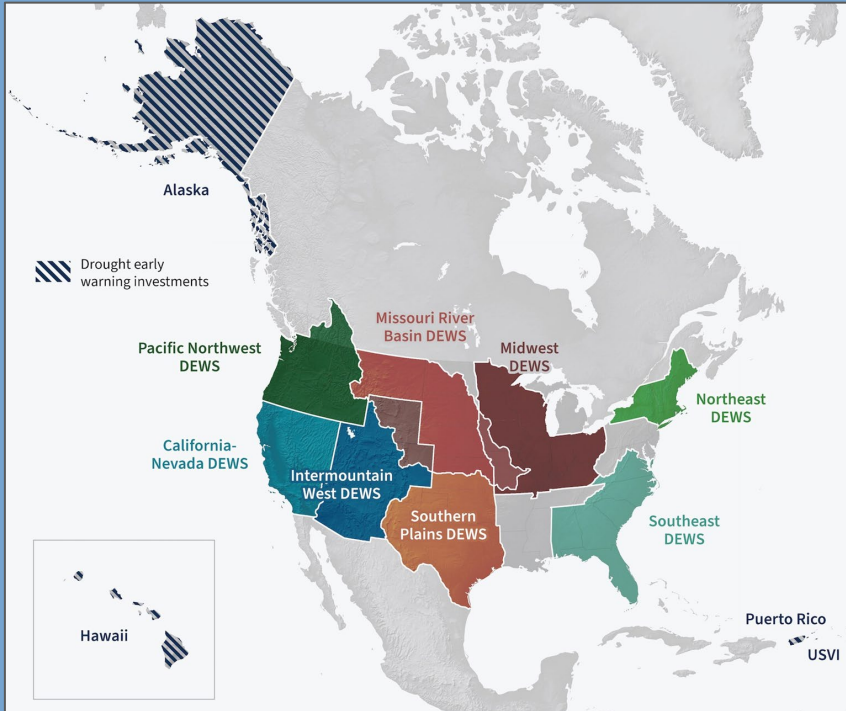 Alaska
Drought early
warning investments
Missouri River
Basin DEWS
Pacific Northwest
DEWS
Midwest
DEWS
Northeast
DEWS
California-
Nevada DEWS
Intermountain
West DEWS
Southern
Plains DEWS
Southeast
DEWS
Hawaii
Puerto Rico
USVI